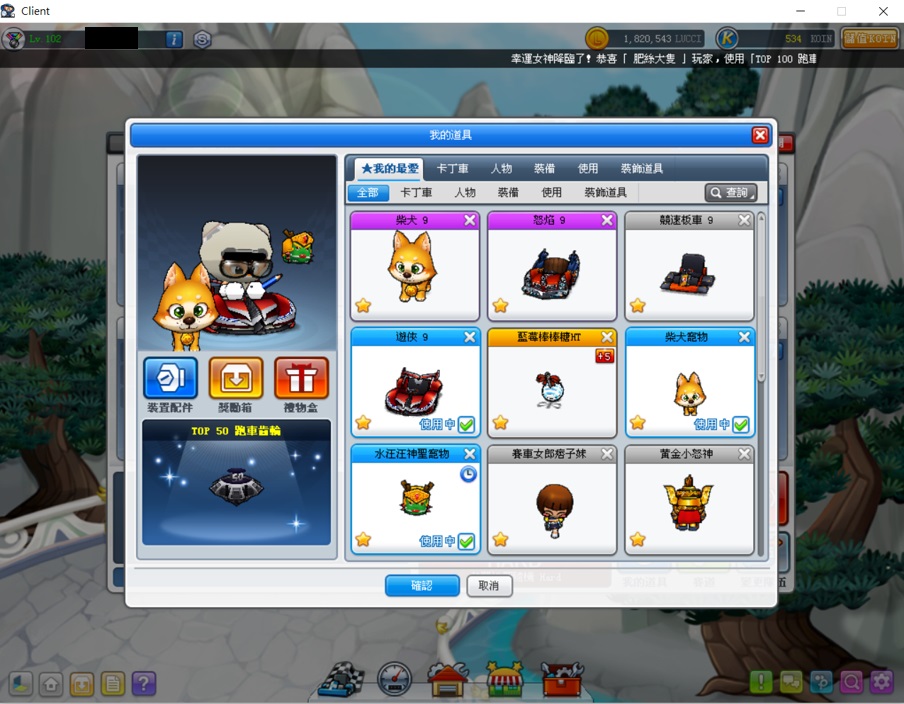 Client
Lv 102
i
S
1,820,543 LUCCI
K
534 KOIN
儲值KOIN
幸運女神降臨了! 恭喜「 肥絲大隻 」玩家，使用「TOP 100 跑車
我的道具
★我的最愛 卡丁車 人物 裝備 使用 裝飾道具
全部 卡丁車 人物 裝備 使用 裝飾道具 查詢
柴犬 9
怒焰 9
競速板車 9
遊俠 9
使用中
藍莓棒棒糖HT
+5
柴犬寵物
使用中
水汪汪神聖寵物
使用中
賽車女郎痞子妹
黃金小怒神
裝置配件 獎勵箱 禮物盒
TOP 50 跑車齒輪
50
確認 取消
?
!